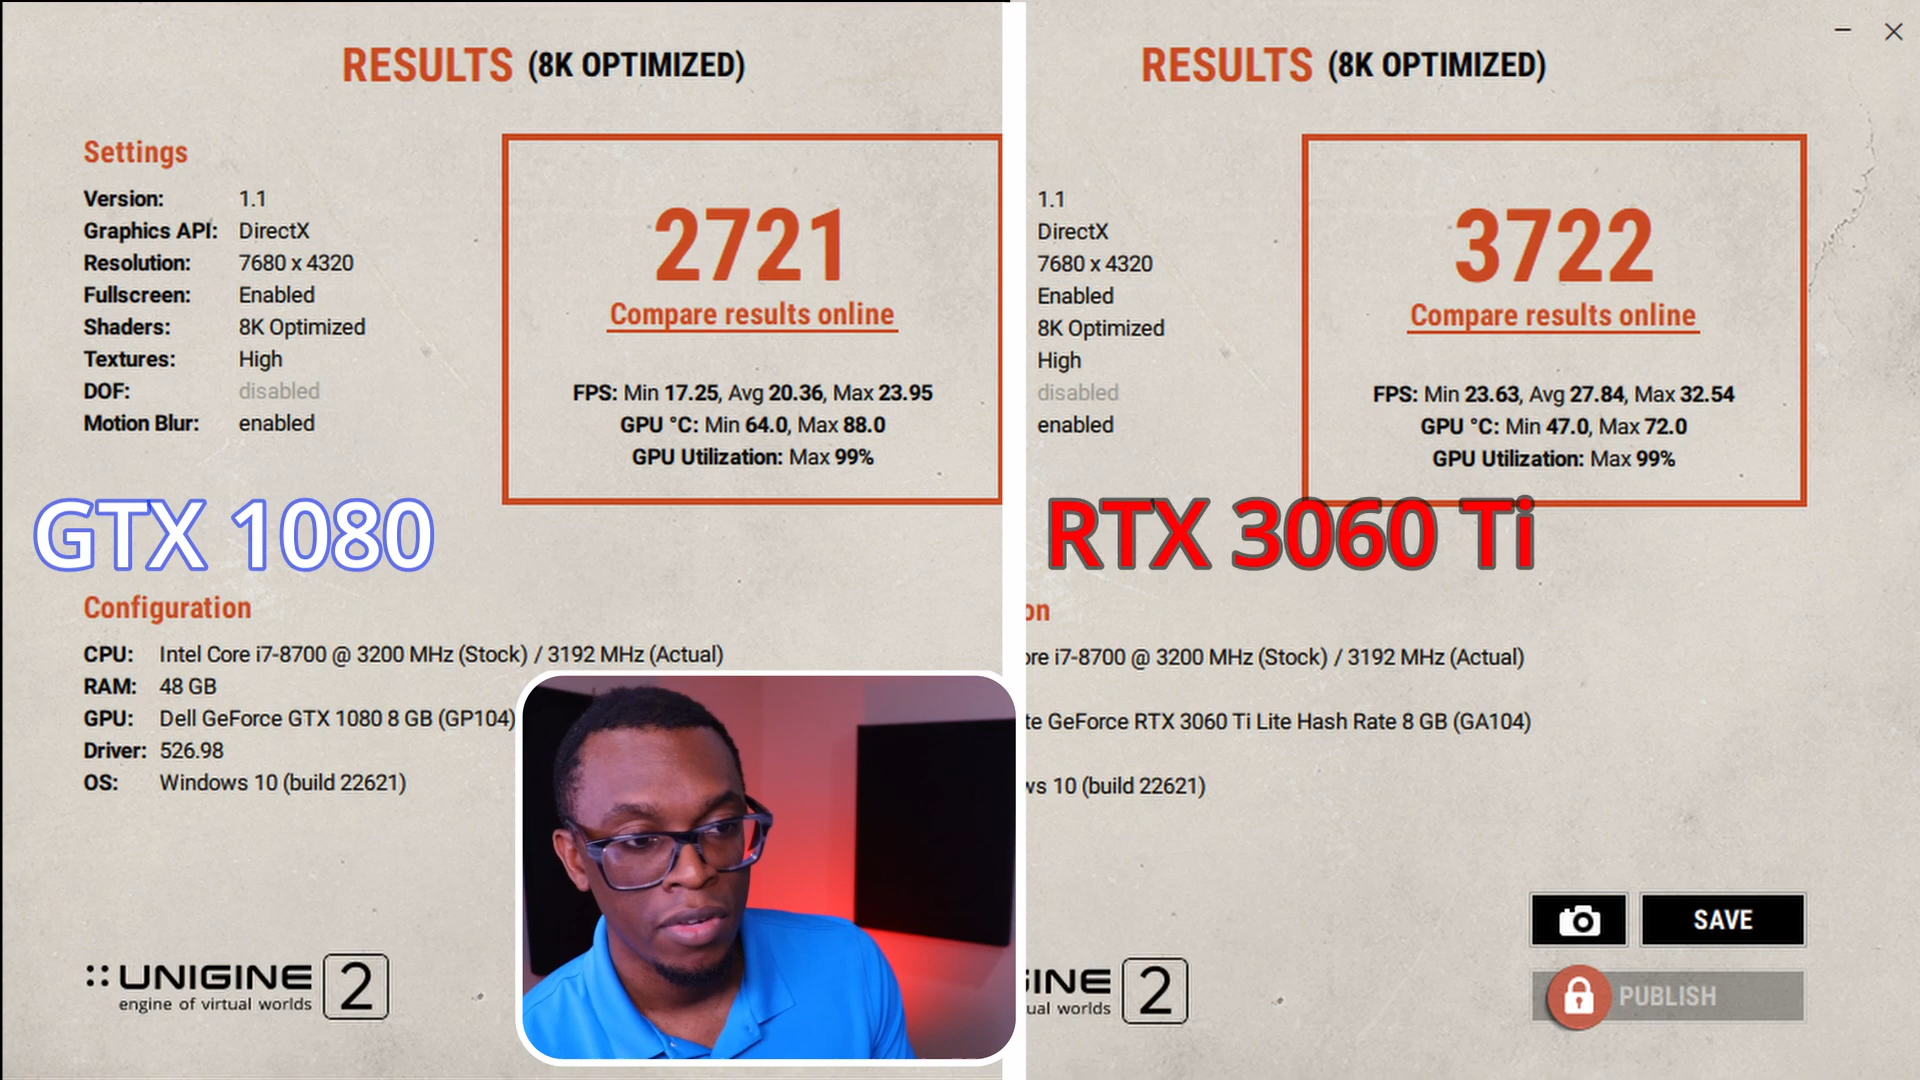 RESULTS (8K OPTIMIZED)
Settings
Version: 1.1
Graphics API: DirectX
Resolution: 7680 x 4320
Fullscreen: Enabled
Shaders: 8K Optimized
Textures: High
DOF: disabled
Motion Blur: enabled
2721
Compare results online
FPS: Min 17.25, Avg 20.36, Max 23.95
GPU °C: Min 64.0, Max 88.0
GPU Utilization: Max 99%
GTX 1080
Configuration
CPU: Intel Core i7-8700 @ 3200 MHz (Stock) / 3192 MHz (Actual)
RAM: 48 GB
GPU: Dell GeForce GTX 1080 8 GB (GP104)
Driver: 526.98
OS: Windows 10 (build 22621)
UNIGINE 2
engine of virtual worlds
RESULTS (8K OPTIMIZED)
1.1
DirectX
7680 x 4320
Enabled
8K Optimized
High
disabled
enabled
3722
Compare results online
FPS: Min 23.63, Avg 27.84, Max 32.54
GPU °C: Min 47.0, Max 72.0
GPU Utilization: Max 99%
RTX 3060 Ti
on
re i7-8700 @ 3200 MHz (Stock) / 3192 MHz (Actual)
te GeForce RTX 3060 Ti Lite Hash Rate 8 GB (GA104)
ws 10 (build 22621)
INE 2
ual worlds
SAVE
PUBLISH